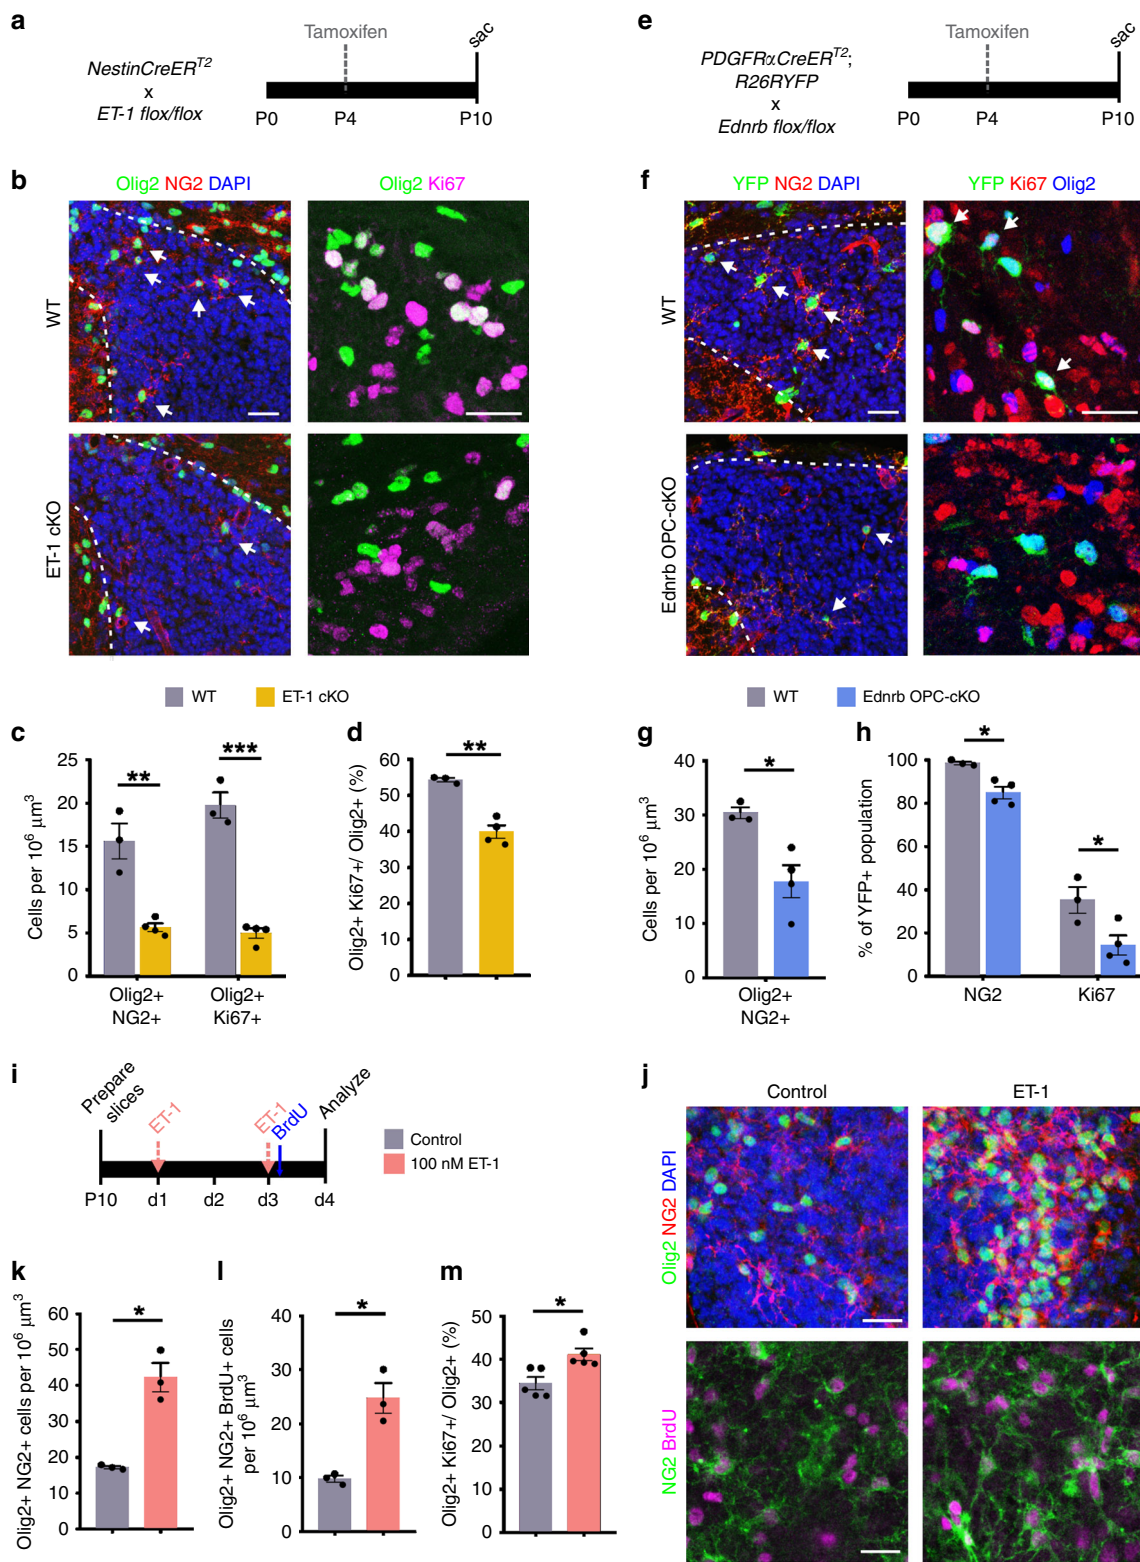 a
Tamoxifen
sac
NestinCreER^T2
x
ET-1 flox/flox
P0
P4
P10
e
Tamoxifen
sac
PDGFRαCreER^T2;
R26RYFP
x
Ednrb flox/flox
P0
P4
P10
b
Olig2 NG2 DAPI
Olig2 Ki67
WT
ET-1 cKO
f
YFP NG2 DAPI
YFP Ki67 Olig2
WT
Ednrb OPC-cKO
WT
ET-1 cKO
c
Cells per 10^6 μm^3
25
20
15
10
5
0
**
***
Olig2+
NG2+
Olig2+
Ki67+
d
Olig2+ Ki67+/ Olig2+ (%)
60
50
40
30
20
10
0
**
WT
Ednrb OPC-cKO
g
Cells per 10^6 μm^3
40
30
20
10
0
*
Olig2+
NG2+
h
% of YFP+ population
100
80
60
40
20
0
*
*
NG2
Ki67
i
Prepare
slices
ET-1
ET-1
BrdU
Analyze
P10
d1
d2
d3
d4
Control
100 nM ET-1
j
Control
ET-1
Olig2 NG2 DAPI
NG2 BrdU
k
Olig2+ NG2+ cells per 10^6 μm^3
60
50
40
30
20
10
0
*
l
Olig2+ NG2+ BrdU+ cells
per 10^6 μm^3
40
30
20
10
0
*
m
Olig2+ Ki67+/ Olig2+ (%)
50
40
30
20
10
0
*